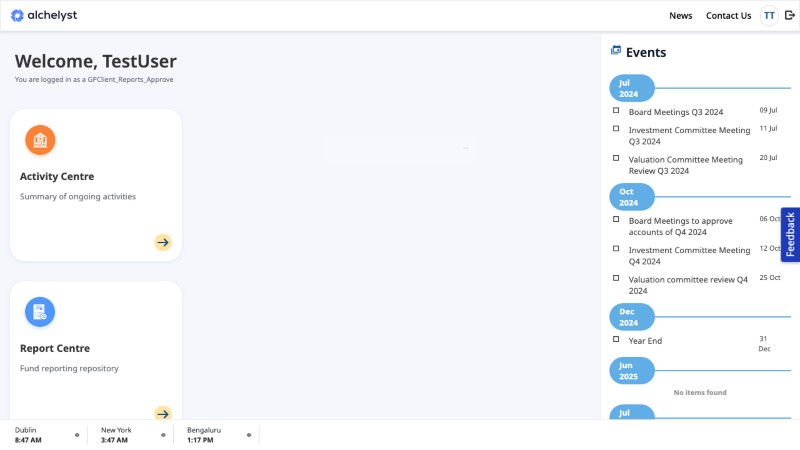 alchelyst
News
Contact Us
TT
Welcome, TestUser
You are logged in as a GPClient_Reports_Approve
Activity Centre
Summary of ongoing activities
Report Centre
Fund reporting repository
Events
Jul
2024
Board Meetings Q3 2024
09 Jul
Investment Committee Meeting
Q3 2024
11 Jul
Valuation Committee Meeting
Review Q3 2024
20 Jul
Oct
2024
Board Meetings to approve
accounts of Q4 2024
06 Oct
Investment Committee Meeting
Q4 2024
12 Oct
Valuation committee review Q4
2024
25 Oct
Dec
2024
Year End
31
Dec
Jun
2025
No items found
Jul
Feedback
Dublin
8:47 AM
New York
3:47 AM
Bengaluru
1:17 PM